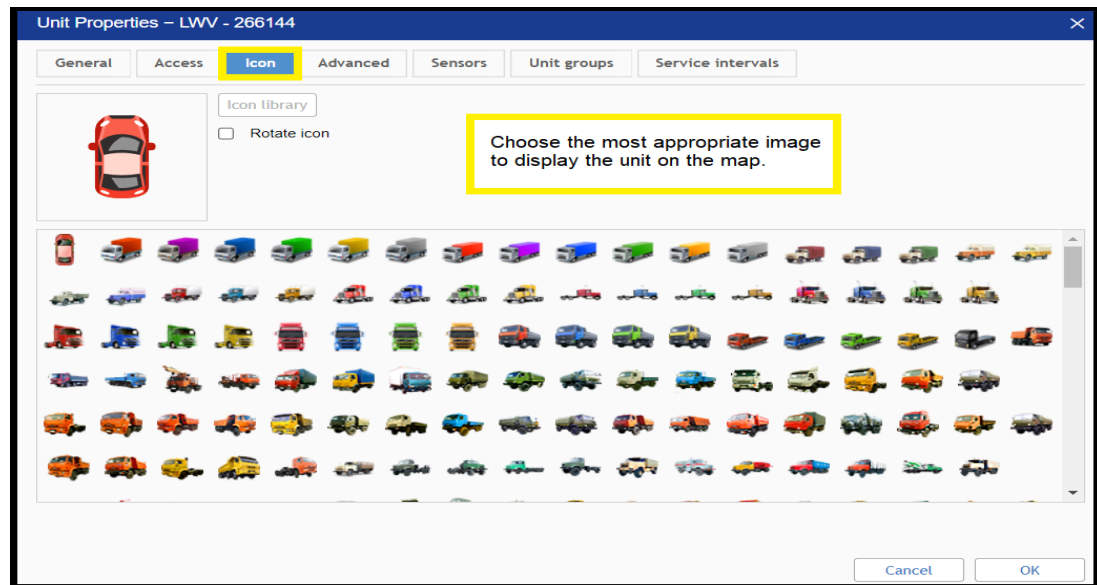 Unit Properties – LWV - 266144
General Access Icon Advanced Sensors Unit groups Service intervals
Icon library
Rotate icon
Choose the most appropriate image
to display the unit on the map.
Cancel OK